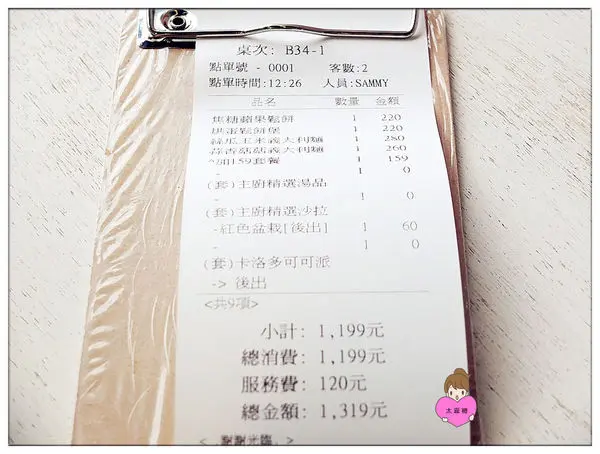 桌次: B34-1
點單號 - 0001 客數:2
點單時間:12:26 人員:SAMMY
品名 數量 金額
焦糖蘋果鬆餅 1 220
烘蛋鬆餅堡 1 220
絲瓜玉米義大利麵 1 280
蒜香菇菇義大利麵 1 260
^加159套餐 1 159
- 1 0
(套)主廚精選湯品
- 1 0
(套)主廚精選沙拉
-紅色盆栽[後出] 1 60
- 1 0
(套)卡洛多可可派
-> 後出
<共9項>
小計: 1,199元
總消費: 1,199元
服務費: 120元
總金額: 1,319元
< 謝謝光臨.